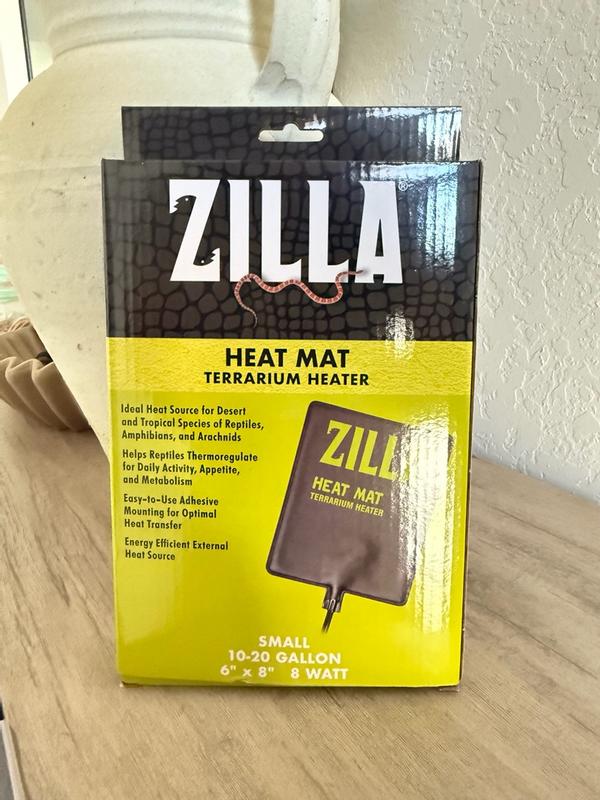 ZILLA®
HEAT MAT
TERRARIUM HEATER
Ideal Heat Source for Desert
and Tropical Species of Reptiles,
Amphibians, and Arachnids
Helps Reptiles Thermoregulate
for Daily Activity, Appetite,
and Metabolism
Easy-to-Use Adhesive
Mounting for Optimal
Heat Transfer
Energy Efficient External
Heat Source
ZILL
HEAT MAT
TERRARIUM HEATER
SMALL
10-20 GALLON
6" x 8" 8 WATT